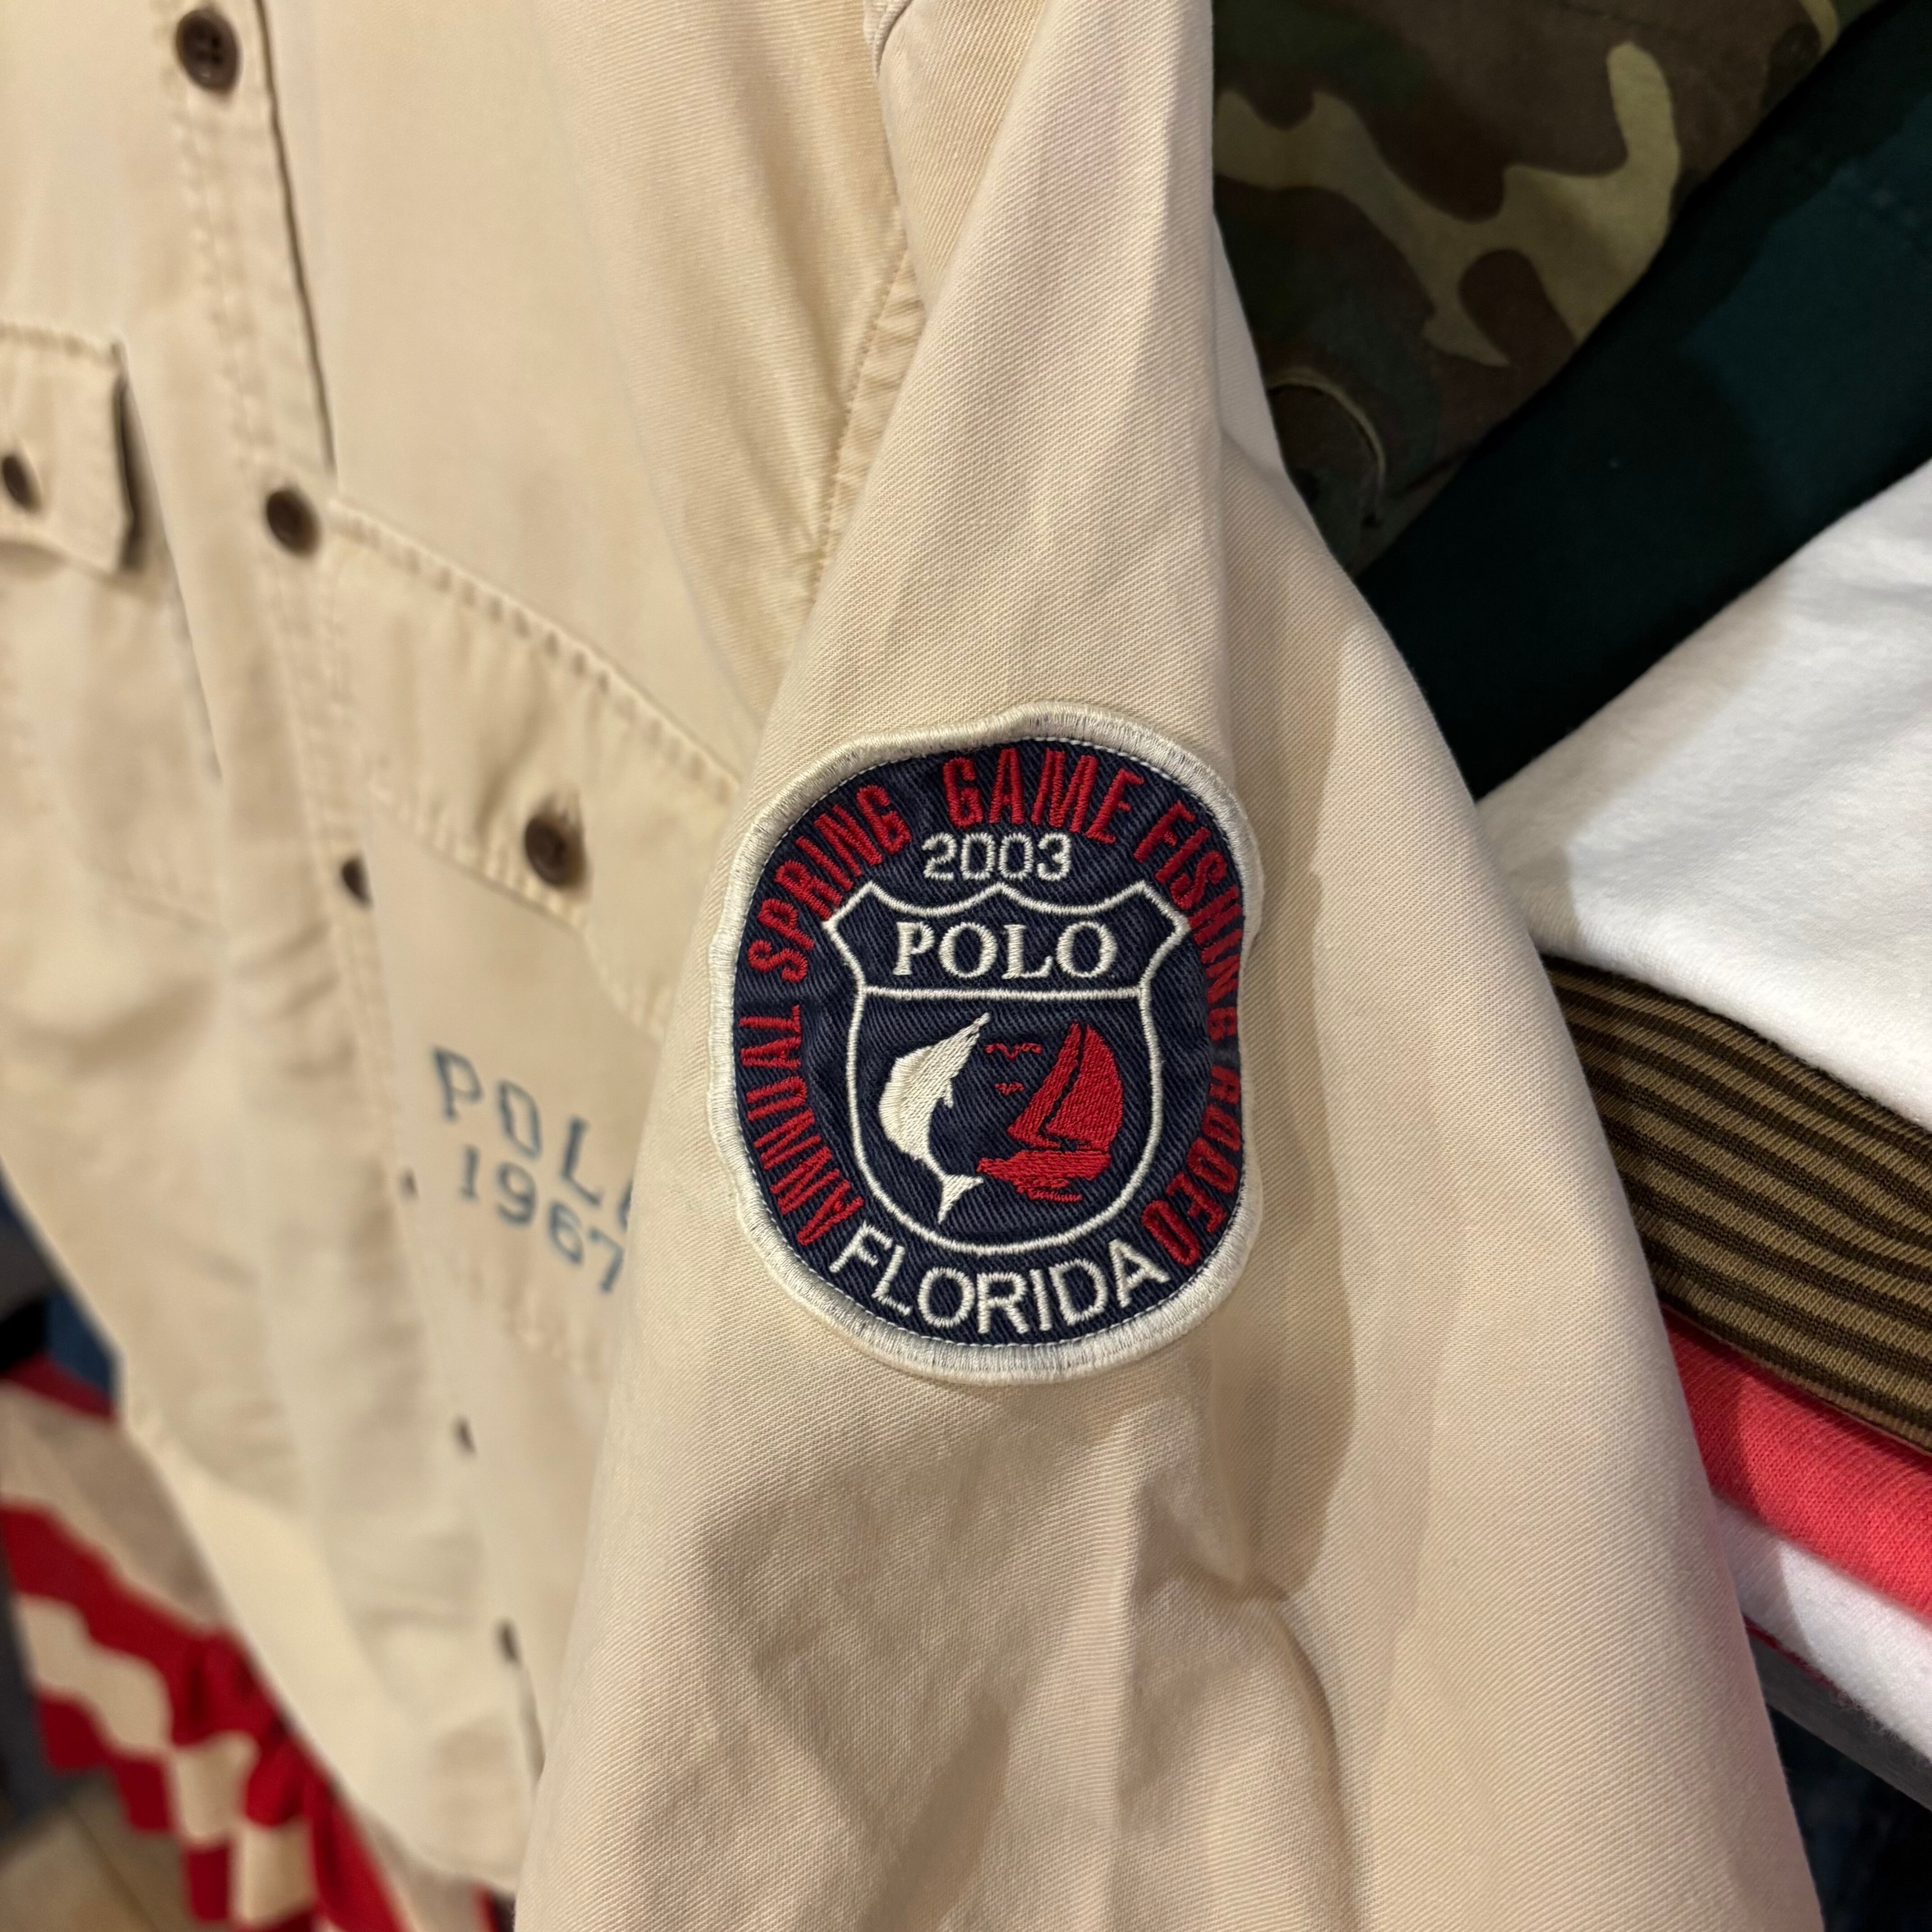 ANNUAL SPRING GAME FISHING RODEO
2003
POLO
FLORIDA
POLO
1967